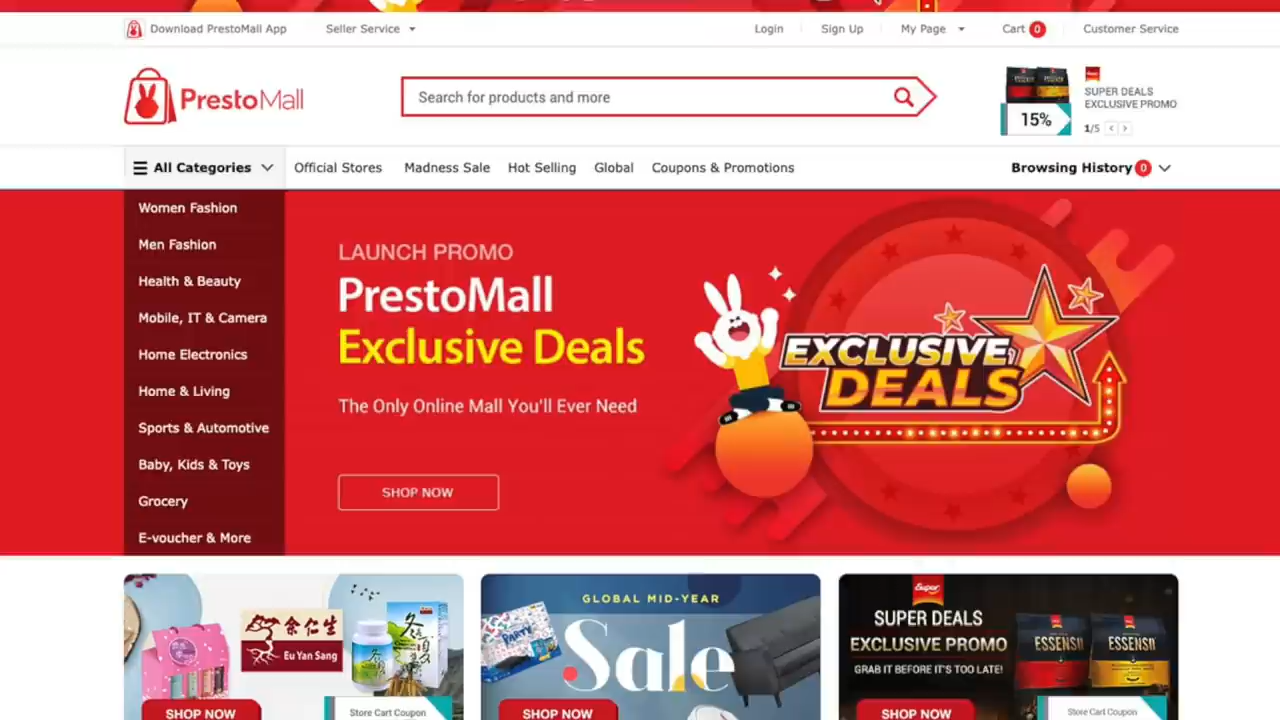 Download PrestoMall App
Seller Service
Login
Sign Up
My Page
Cart 0
Customer Service
PrestoMall
Search for products and more
15%
SUPER DEALS
EXCLUSIVE PROMO
1/5
All Categories
Official Stores
Madness Sale
Hot Selling
Global
Coupons & Promotions
Browsing History 0
Women Fashion
Men Fashion
Health & Beauty
Mobile, IT & Camera
Home Electronics
Home & Living
Sports & Automotive
Baby, Kids & Toys
Grocery
E-voucher & More
LAUNCH PROMO
PrestoMall
Exclusive Deals
The Only Online Mall You'll Ever Need
SHOP NOW
EXCLUSIVE
DEALS
余仁生
Eu Yan Sang
SHOP NOW
Store Cart Coupon
GLOBAL MID-YEAR
Sale
PARTY
SHOP NOW
Super
SUPER DEALS
EXCLUSIVE PROMO
GRAB IT BEFORE IT'S TOO LATE!
ESSENSO
ESSENSO
SHOP NOW
Store Cart Coupon